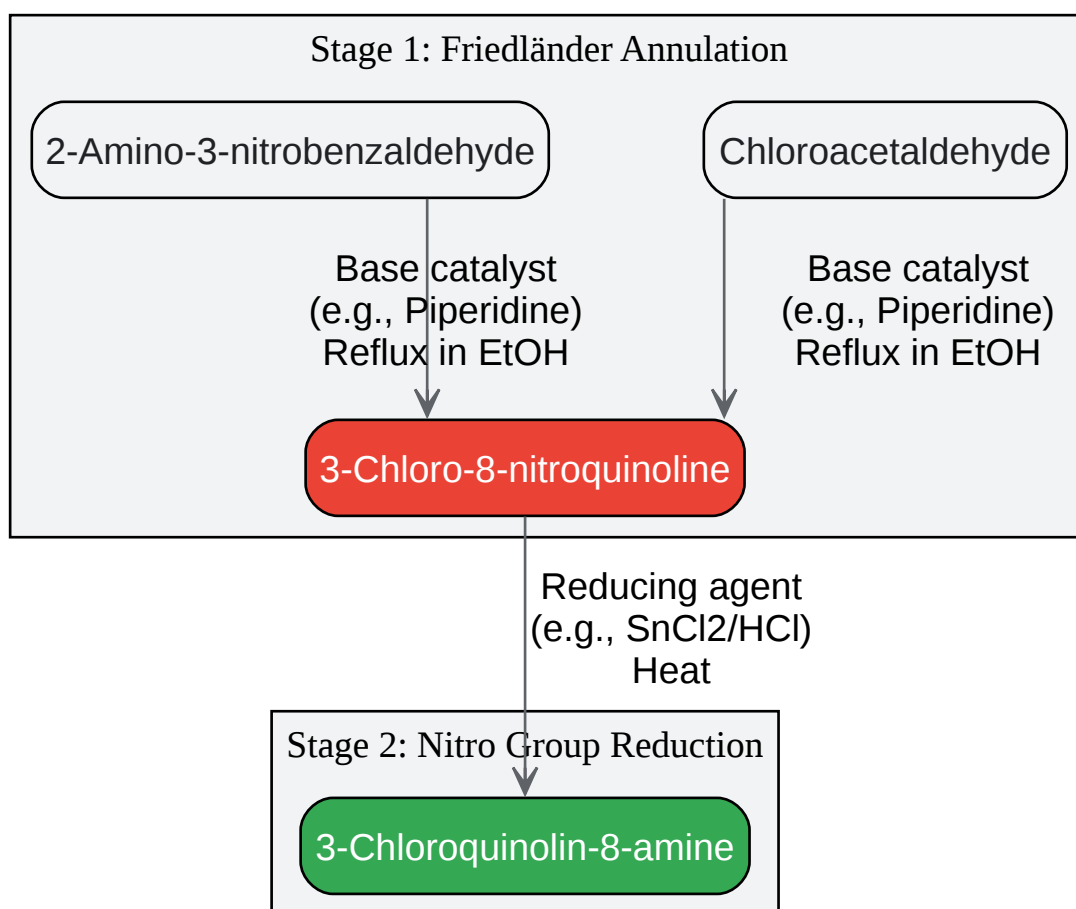 Stage 1: Friedländer Annulation
2-Amino-3-nitrobenzaldehyde
Chloroacetaldehyde
Base catalyst
(e.g., Piperidine)
Reflux in EtOH
Base catalyst
(e.g., Piperidine)
Reflux in EtOH
3-Chloro-8-nitroquinoline
Reducing agent
(e.g., SnCl2/HCl)
Heat
Stage 2: Nitro Group Reduction
3-Chloroquinolin-8-amine